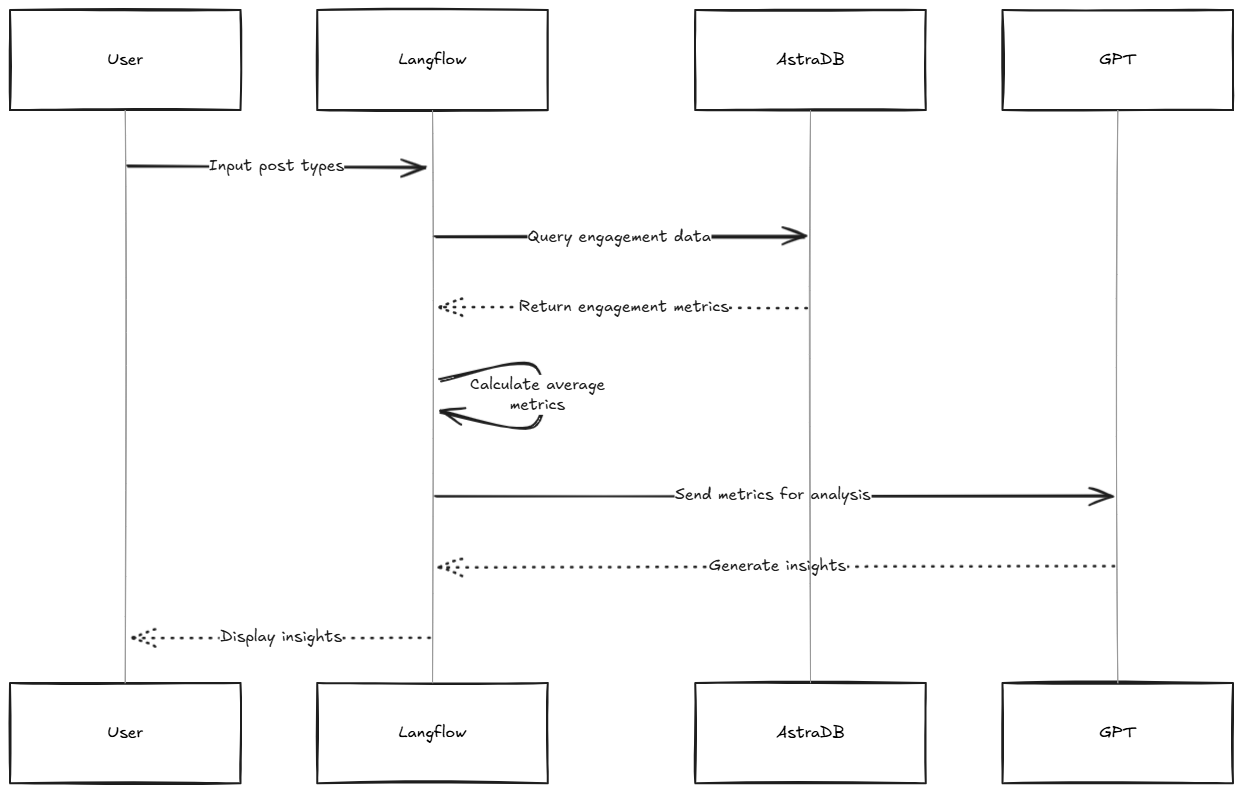 User
Langflow
AstraDB
GPT
Input post types
Query engagement data
Return engagement metrics
Calculate average
metrics
Send metrics for analysis
Generate insights
Display insights
User
Langflow
AstraDB
GPT